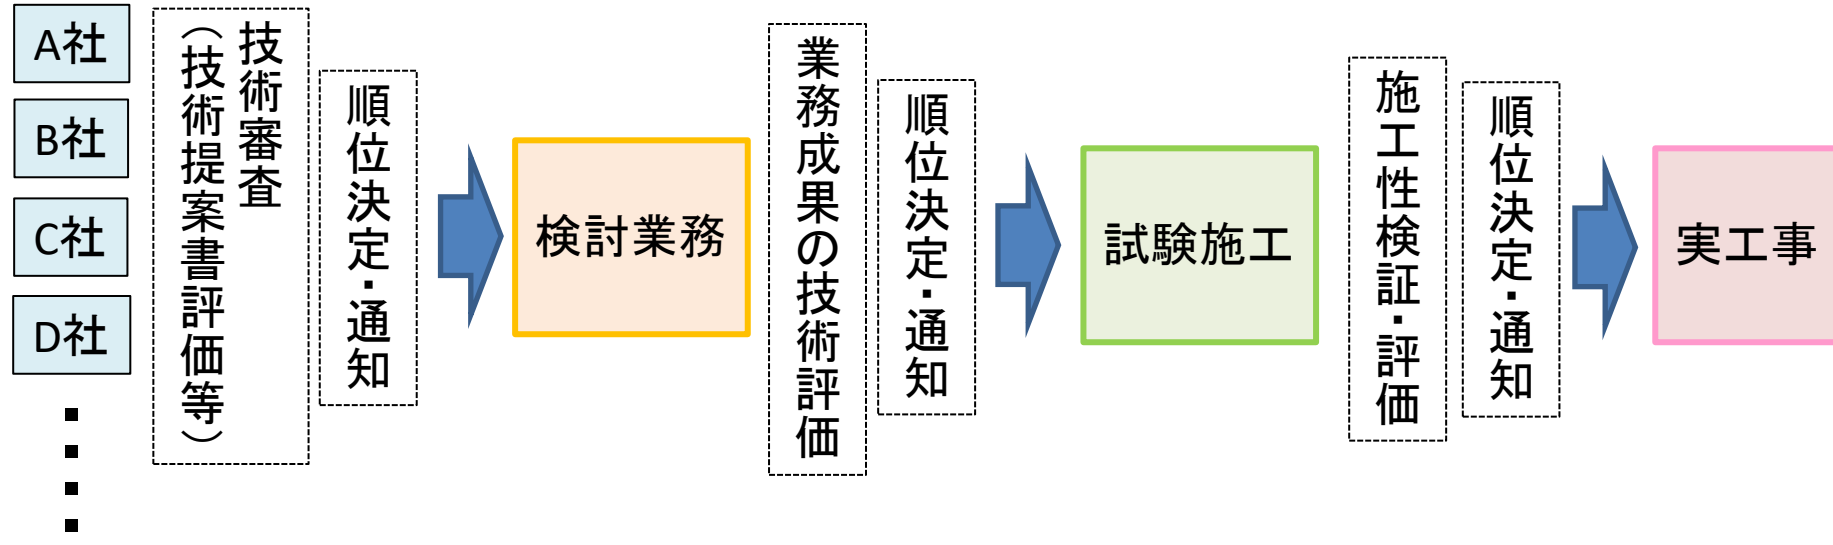 A社
B社
C社
D社
技術審査
（技術提案書評価等）
順位決定・通知
検討業務
業務成果の技術評価
順位決定・通知
試験施工
施工性検証・評価
順位決定・通知
実工事